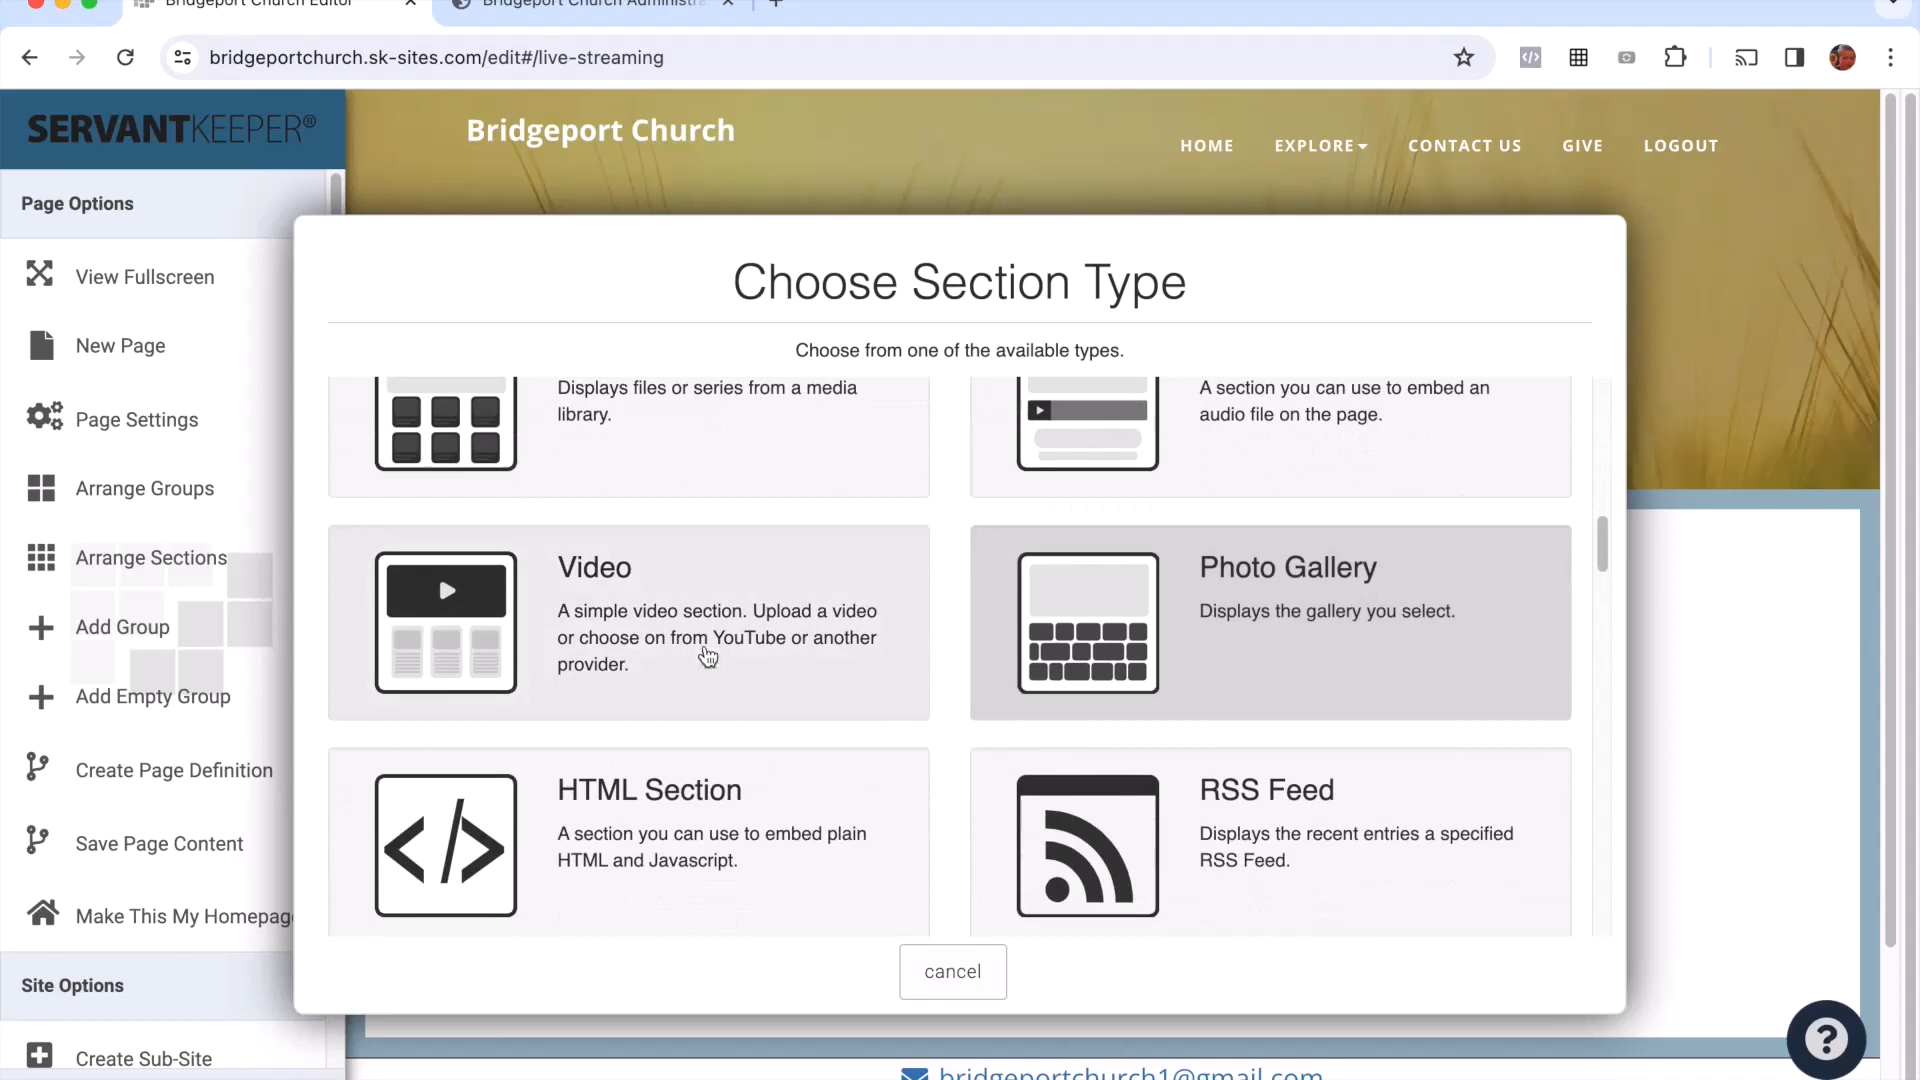 Bridgeport Church Editor
Bridgeport Church Administra
bridgeportchurch.sk-sites.com/edit#/live-streaming
SERVANTKEEPER®
Bridgeport Church
HOME
EXPLORE
CONTACT US
GIVE
LOGOUT
Page Options
View Fullscreen
New Page
Page Settings
Arrange Groups
Arrange Sections
Add Group
Add Empty Group
Create Page Definition
Save Page Content
Make This My Homepag
Site Options
Create Sub-Site
Choose Section Type
Choose from one of the available types.
Displays files or series from a media
library.
A section you can use to embed an
audio file on the page.
Video
A simple video section. Upload a video
or choose on from YouTube or another
provider.
Photo Gallery
Displays the gallery you select.
HTML Section
A section you can use to embed plain
HTML and Javascript.
RSS Feed
Displays the recent entries a specified
RSS Feed.
cancel
?
bridgeportchurch1@gmail.com